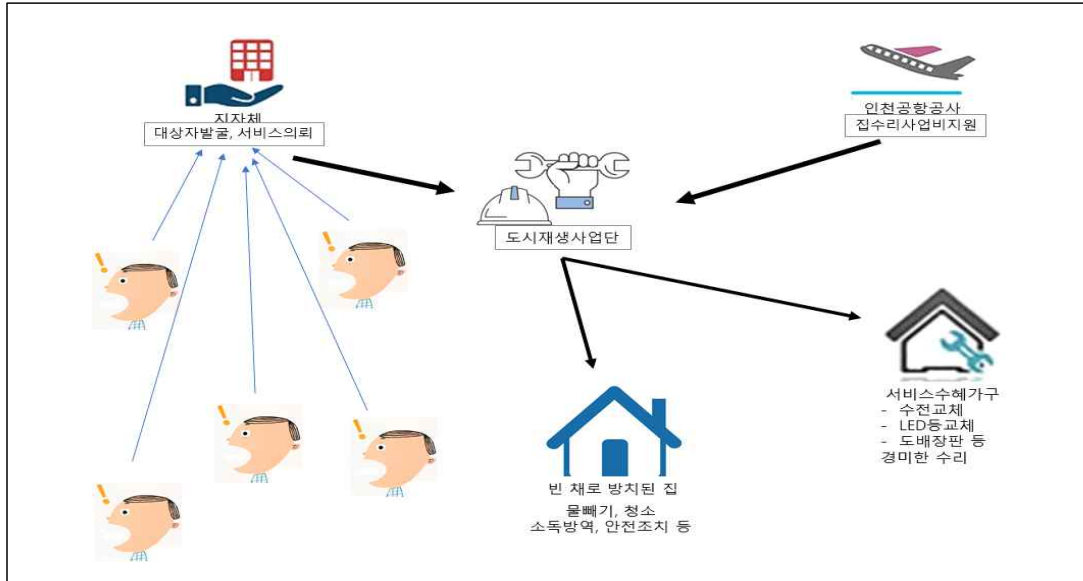 지자체
대상자발굴, 서비스의뢰
인천공항공사
집수리사업비지원
도시재생사업단
서비스수혜가구
- 수전교체
- LED등교체
- 도배장판 등
경미한 수리
빈 채로 방치된 집
물빼기, 청소
소독방역, 안전조치 등